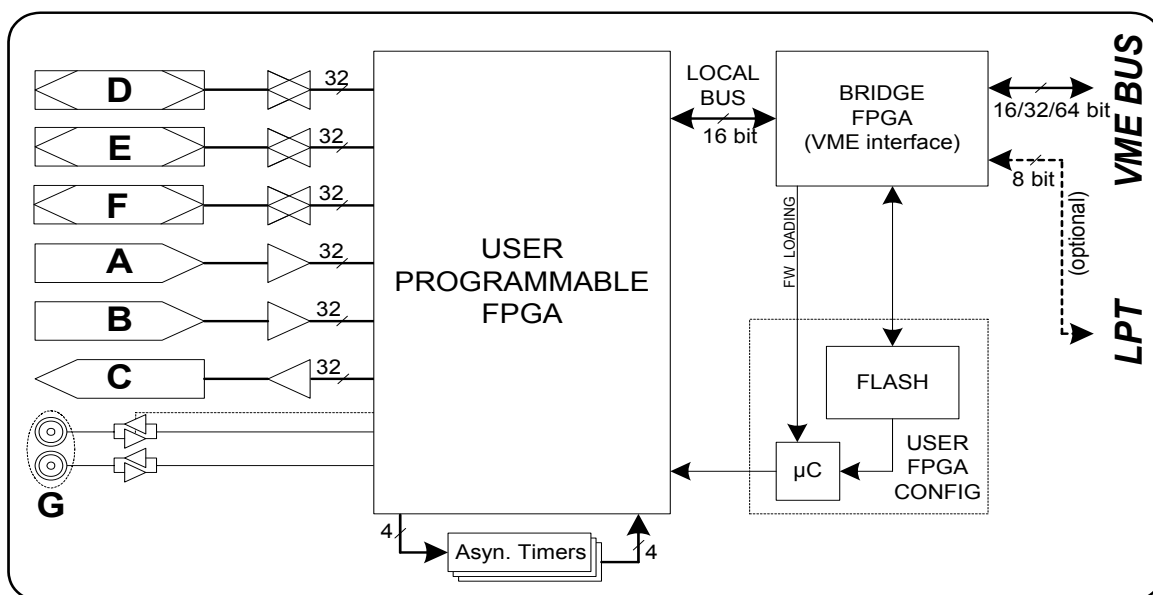 D
32
E
32
F
32
A
32
B
32
C
32
G
USER
PROGRAMMABLE
FPGA
4
Asyn. Timers
4
LOCAL
BUS
16 bit
BRIDGE
FPGA
(VME interface)
16/32/64 bit
8 bit
(optional)
VME BUS
LPT
FW LOADING
FLASH
µC
USER
FPGA
CONFIG